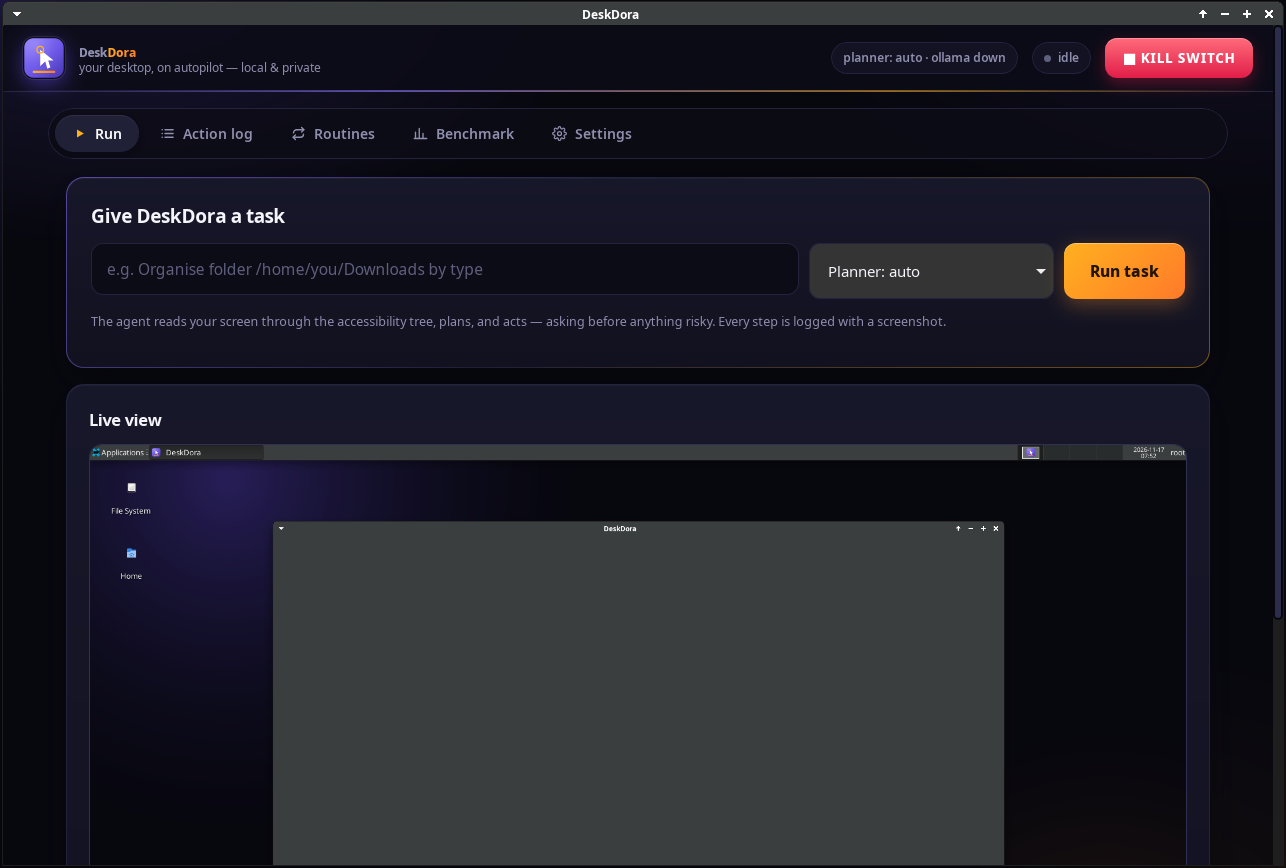 DeskDora
DeskDora
your desktop, on autopilot — local & private
planner: auto · ollama down
idle
KILL SWITCH
Run
Action log
Routines
Benchmark
Settings
Give DeskDora a task
e.g. Organise folder /home/you/Downloads by type
Planner: auto
Run task
The agent reads your screen through the accessibility tree, plans, and acts — asking before anything risky. Every step is logged with a screenshot.
Live view
Applications
DeskDora
2026-11-17
07:52
root
File System
DeskDora
Home